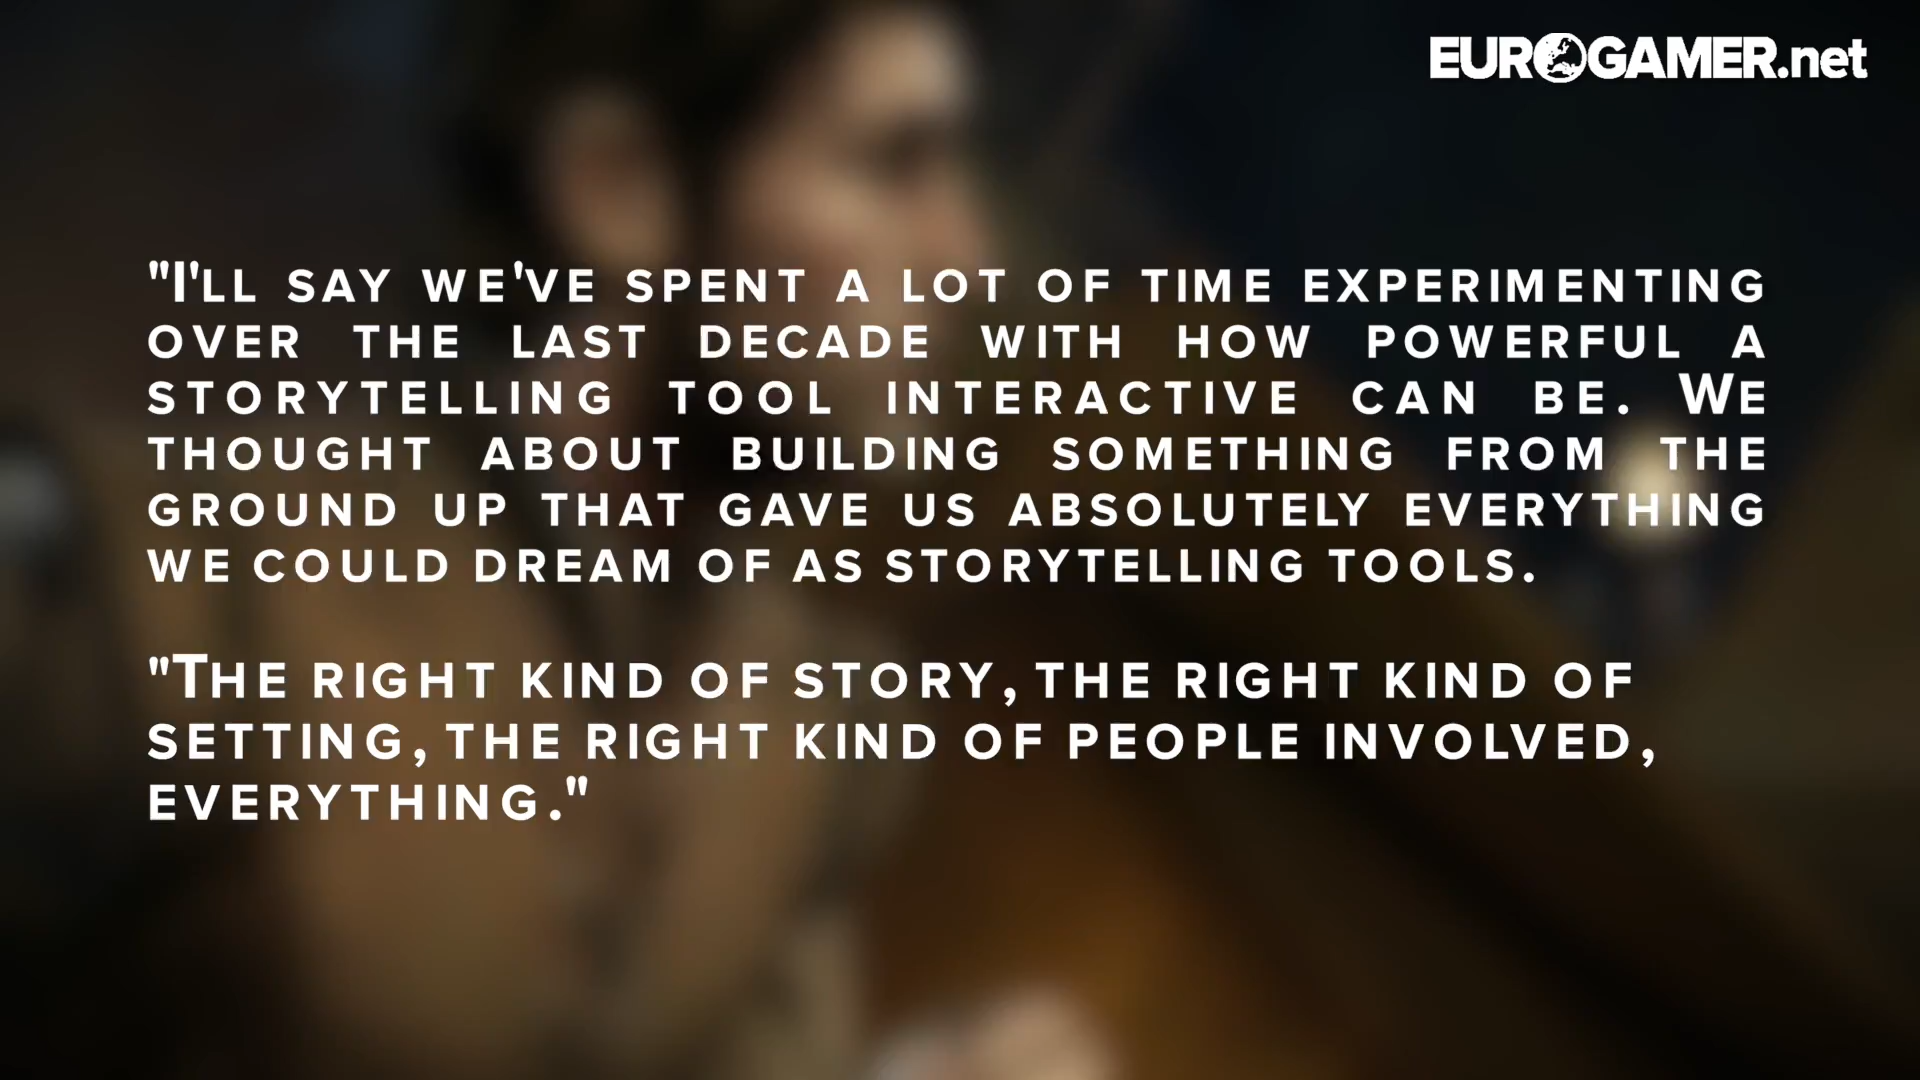 EUROGAMER.net
"I'LL SAY WE'VE SPENT A LOT OF TIME EXPERIMENTING
OVER THE LAST DECADE WITH HOW POWERFUL A
STORYTELLING TOOL INTERACTIVE CAN BE. WE
THOUGHT ABOUT BUILDING SOMETHING FROM THE
GROUND UP THAT GAVE US ABSOLUTELY EVERYTHING
WE COULD DREAM OF AS STORYTELLING TOOLS.
"THE RIGHT KIND OF STORY, THE RIGHT KIND OF
SETTING, THE RIGHT KIND OF PEOPLE INVOLVED,
EVERYTHING."